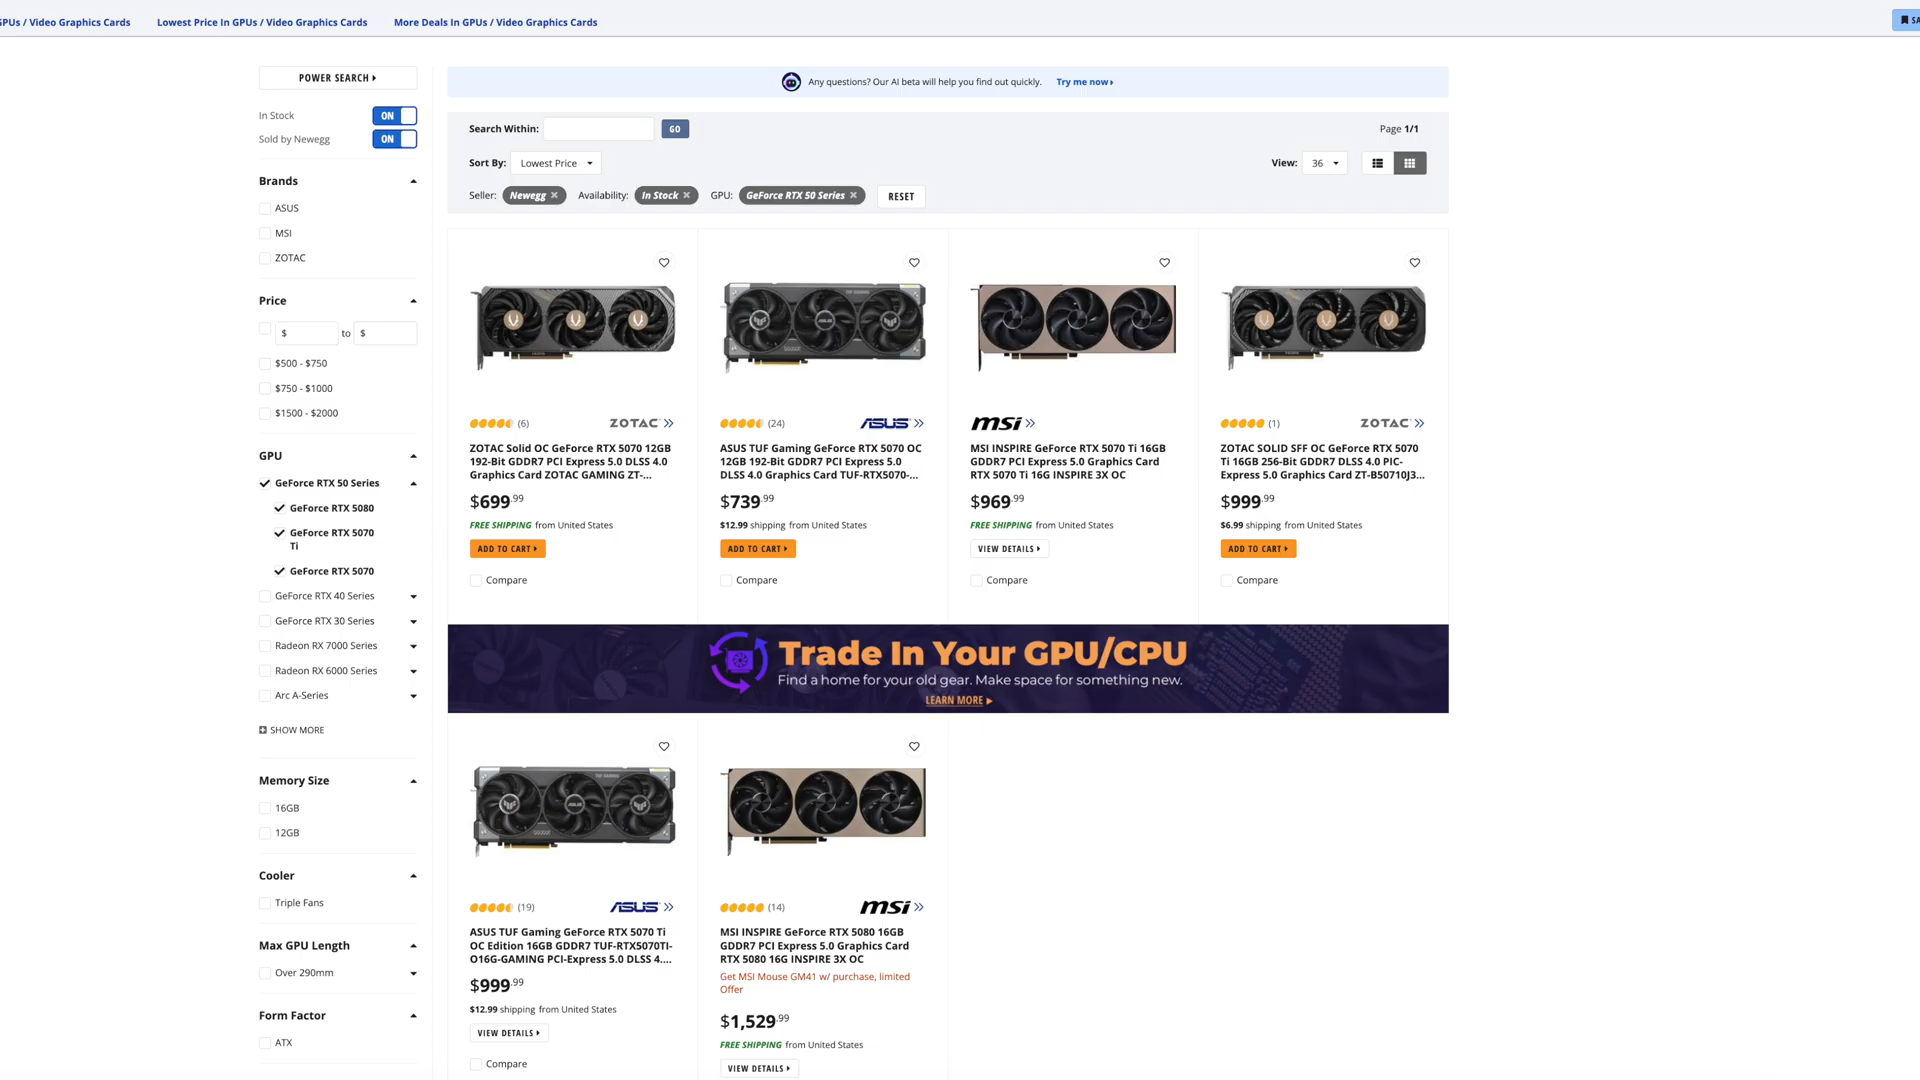 GPUs / Video Graphics Cards Lowest Price In GPUs / Video Graphics Cards More Deals In GPUs / Video Graphics Cards
POWER SEARCH
In Stock ON
Sold by Newegg ON
Brands
ASUS
MSI
ZOTAC
Price
$ to $
$500 - $750
$750 - $1000
$1500 - $2000
GPU
GeForce RTX 50 Series
GeForce RTX 5080
GeForce RTX 5070
Ti
GeForce RTX 5070
GeForce RTX 40 Series
GeForce RTX 30 Series
Radeon RX 7000 Series
Radeon RX 6000 Series
Arc A-Series
SHOW MORE
Memory Size
16GB
12GB
Cooler
Triple Fans
Max GPU Length
Over 290mm
Form Factor
ATX
Any questions? Our AI beta will help you find out quickly. Try me now
Search Within: GO
Page 1/1
Sort By: Lowest Price
View: 36
Seller: Newegg Availability: In Stock GPU: GeForce RTX 50 Series RESET
(6) ZOTAC
ZOTAC Solid OC GeForce RTX 5070 12GB
192-Bit GDDR7 PCI Express 5.0 DLSS 4.0
Graphics Card ZOTAC GAMING ZT-...
$699.99
FREE SHIPPING from United States
ADD TO CART
Compare
(24) ASUS
ASUS TUF Gaming GeForce RTX 5070 OC
12GB 192-Bit GDDR7 PCI Express 5.0
DLSS 4.0 Graphics Card TUF-RTX5070-...
$739.99
$12.99 shipping from United States
ADD TO CART
Compare
msi
MSI INSPIRE GeForce RTX 5070 Ti 16GB
GDDR7 PCI Express 5.0 Graphics Card
RTX 5070 Ti 16G INSPIRE 3X OC
$969.99
FREE SHIPPING from United States
VIEW DETAILS
Compare
(1) ZOTAC
ZOTAC SOLID SFF OC GeForce RTX 5070
Ti 16GB 256-Bit GDDR7 DLSS 4.0 PIC-
Express 5.0 Graphics Card ZT-B50710J3...
$999.99
$6.99 shipping from United States
ADD TO CART
Compare
Trade In Your GPU/CPU
Find a home for your old gear. Make space for something new.
LEARN MORE
(19) ASUS
ASUS TUF Gaming GeForce RTX 5070 Ti
OC Edition 16GB GDDR7 TUF-RTX5070TI-
O16G-GAMING PCI-Express 5.0 DLSS 4....
$999.99
$12.99 shipping from United States
VIEW DETAILS
Compare
(14) msi
MSI INSPIRE GeForce RTX 5080 16GB
GDDR7 PCI Express 5.0 Graphics Card
RTX 5080 16G INSPIRE 3X OC
Get MSI Mouse GM41 w/ purchase, limited
Offer
$1,529.99
FREE SHIPPING from United States
VIEW DETAILS